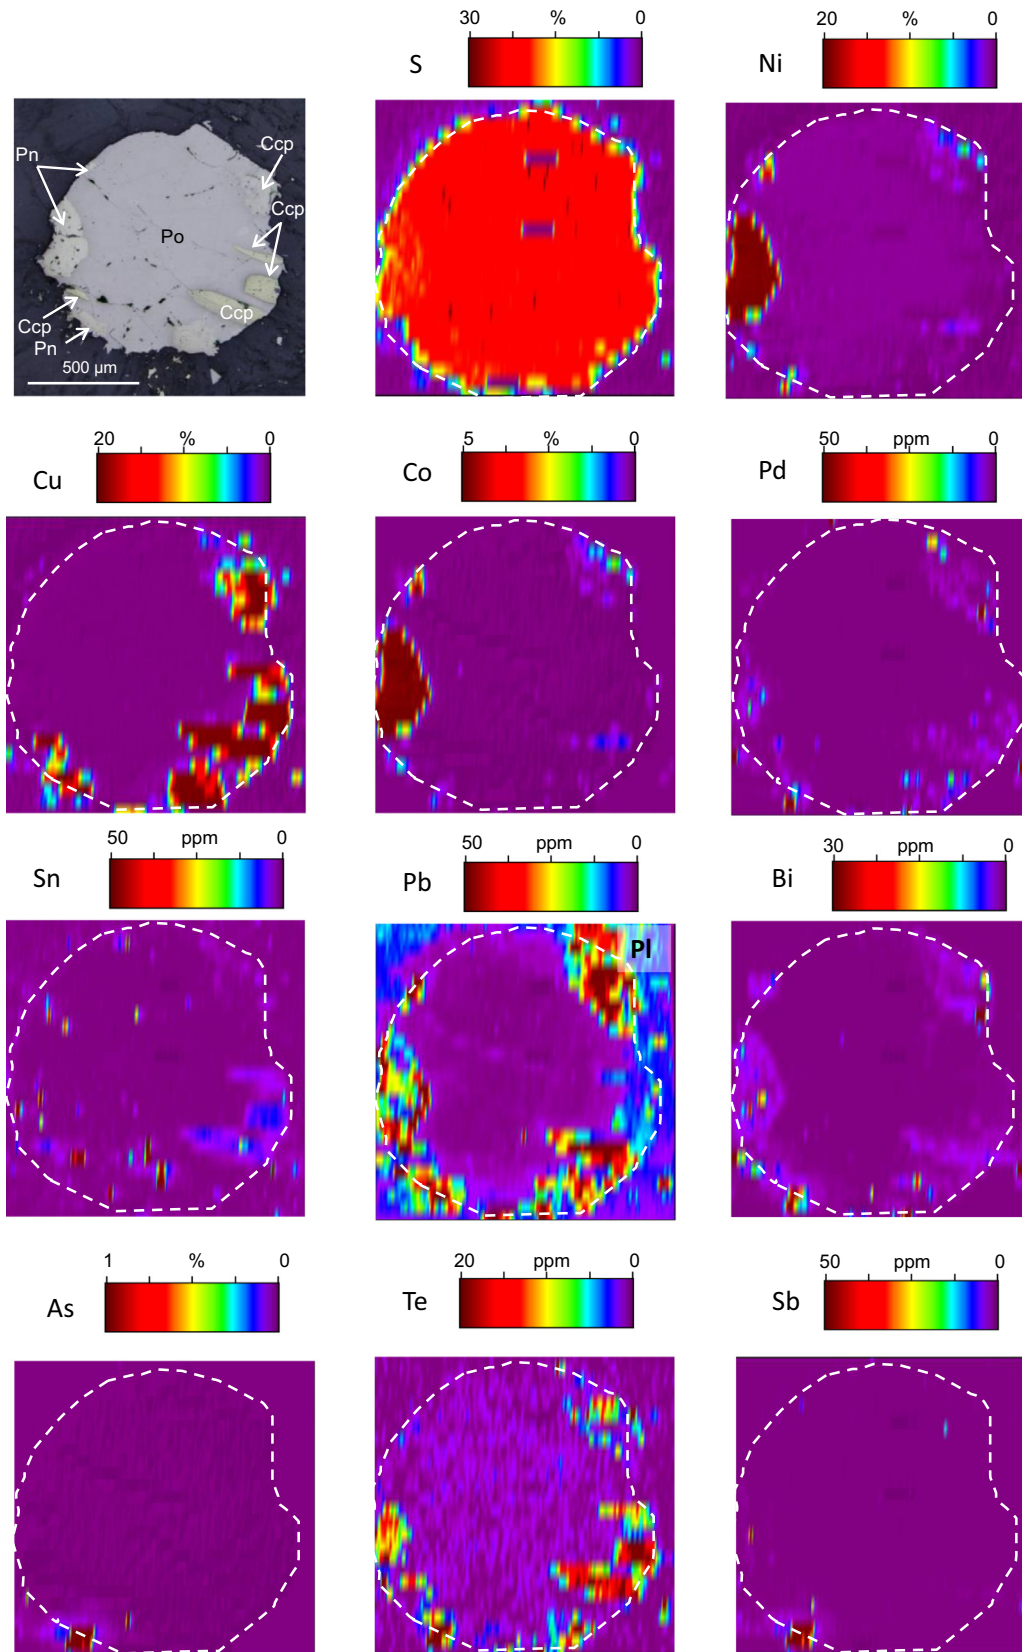 30 % 0
S
20 % 0
Ni
Pn
Ccp
Ccp
Po
Ccp
Ccp
Pn
500 µm
20 % 0
Cu
5 % 0
Co
50 ppm 0
Pd
50 ppm 0
Sn
50 ppm 0
Pb
30 ppm 0
Bi
Pl
1 % 0
As
20 ppm 0
Te
50 ppm 0
Sb